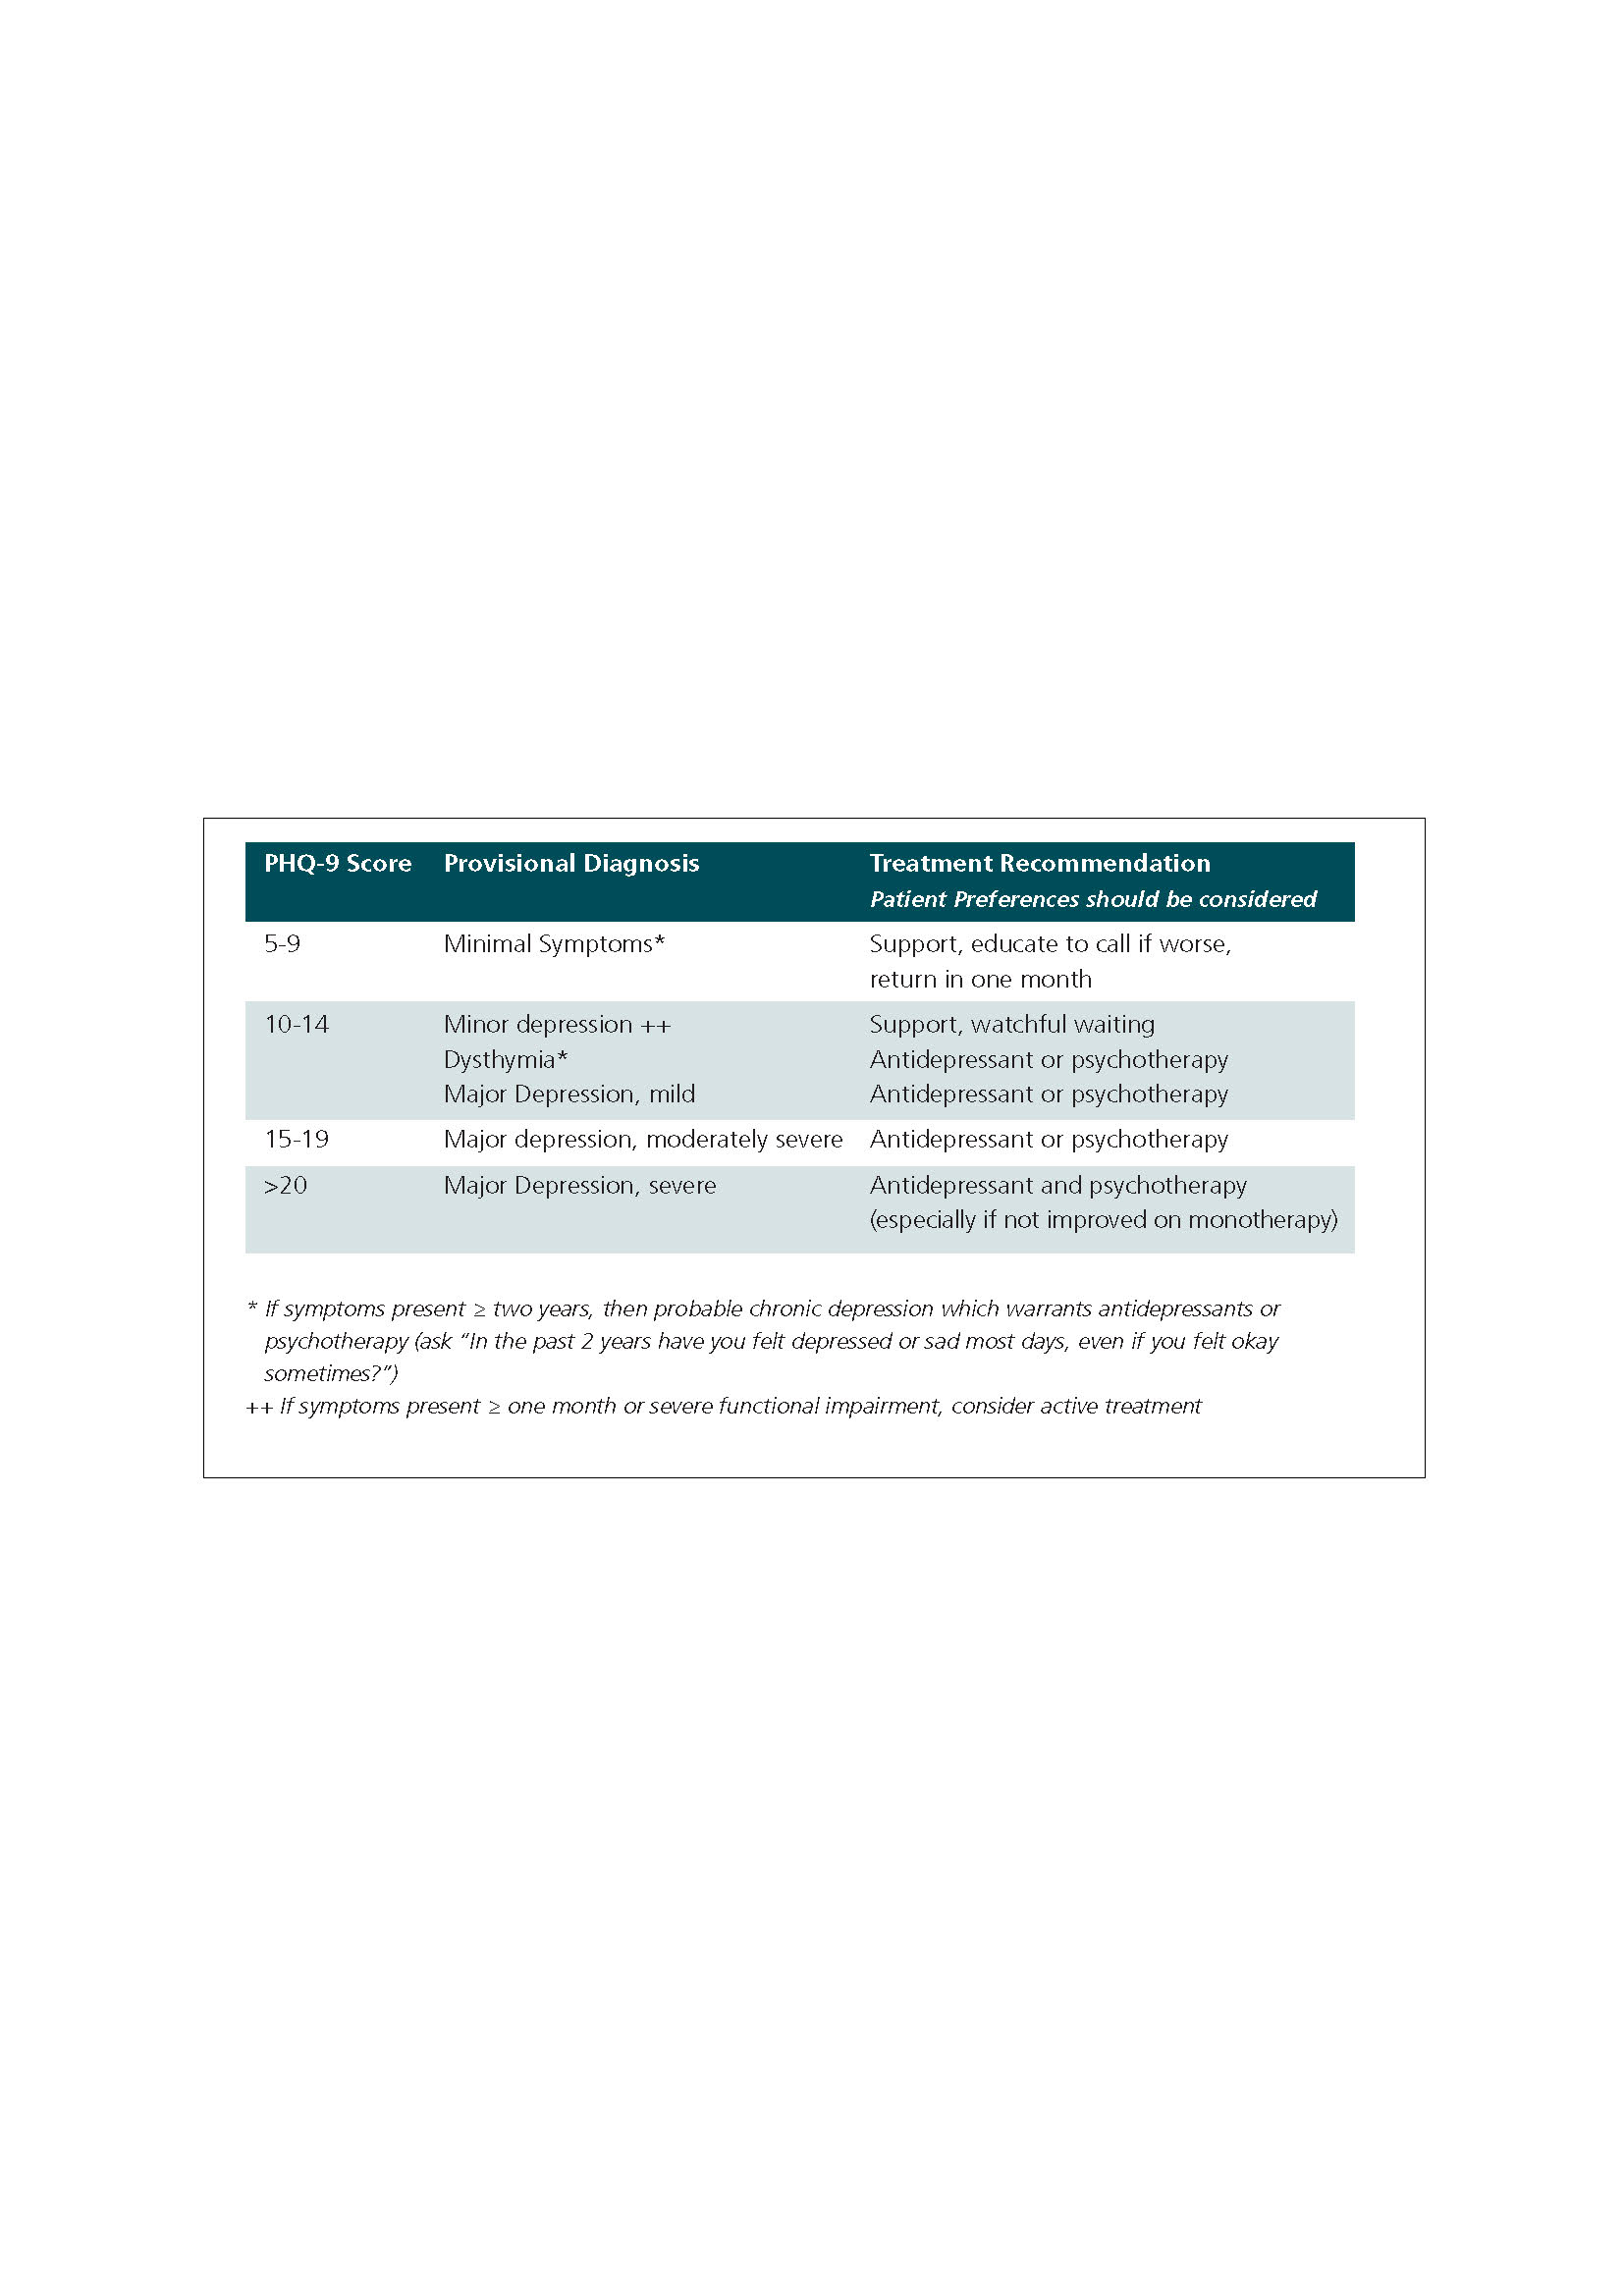 PHQ-9 Score Provisional Diagnosis Treatment Recommendation
Patient Preferences should be considered
5-9 Minimal Symptoms* Support, educate to call if worse,
return in one month
10-14 Minor depression ++ Support, watchful waiting
Dysthymia* Antidepressant or psychotherapy
Major Depression, mild Antidepressant or psychotherapy
15-19 Major depression, moderately severe Antidepressant or psychotherapy
>20 Major Depression, severe Antidepressant and psychotherapy
(especially if not improved on monotherapy)
* If symptoms present ≥ two years, then probable chronic depression which warrants antidepressants or
psychotherapy (ask “In the past 2 years have you felt depressed or sad most days, even if you felt okay
sometimes?”)
++ If symptoms present ≥ one month or severe functional impairment, consider active treatment